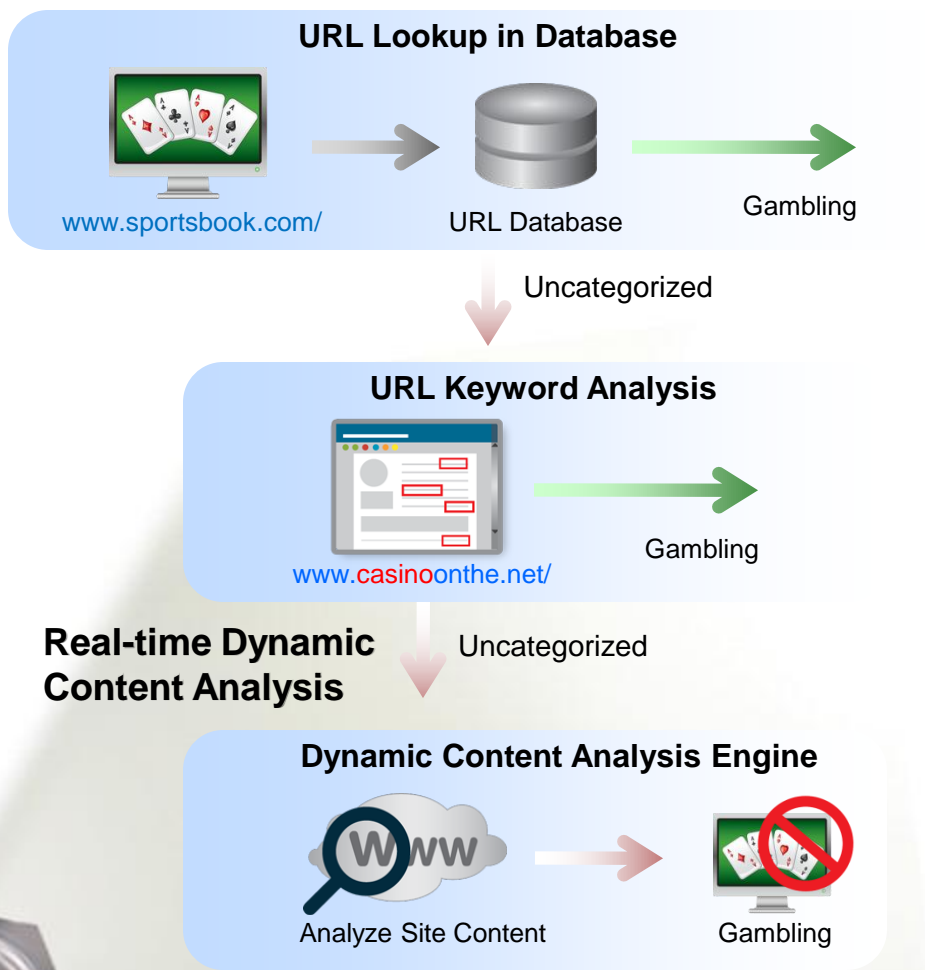 URL Lookup in Database
www.sportsbook.com/
URL Database
Gambling
Uncategorized
URL Keyword Analysis
www.casinoonthe.net/
Gambling
Real-time Dynamic
Content Analysis
Uncategorized
Dynamic Content Analysis Engine
Www
Analyze Site Content
Gambling